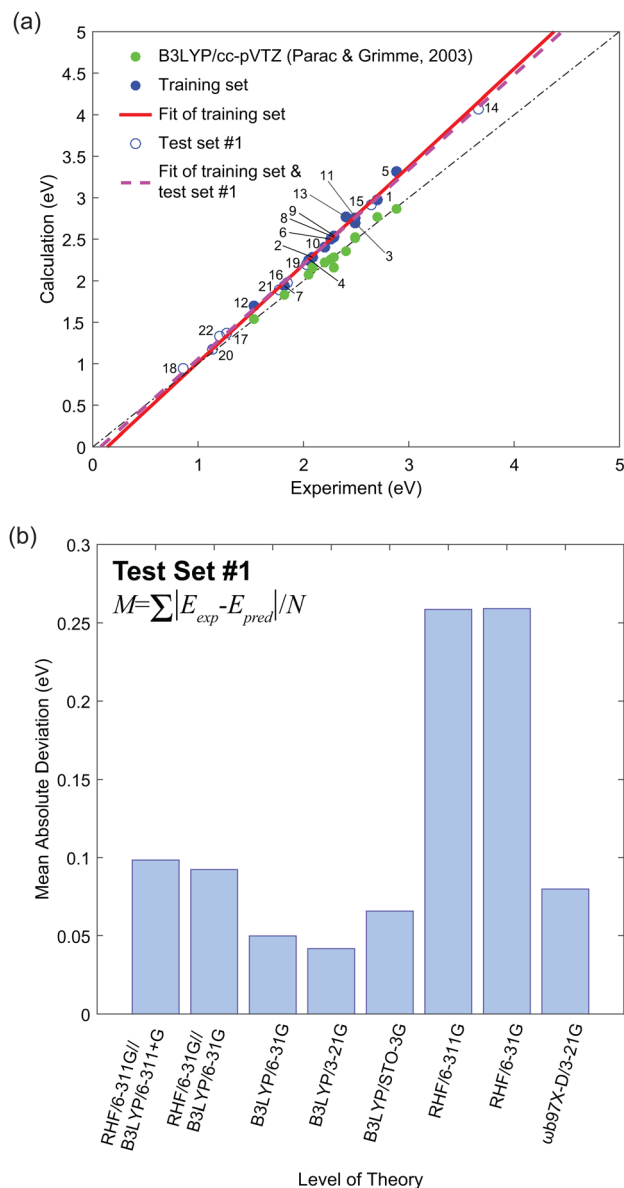 (a)
5
4.5
4
3.5
3
2.5
2
1.5
1
0.5
0
Calculation (eV)
B3LYP/cc-pVTZ (Parac & Grimme, 2003)
Training set
Fit of training set
Test set #1
Fit of training set &
test set #1
14
5
11
15
1
13
9
8
6
10
3
2
19
4
16
21
7
12
22
17
20
18
0
1
2
3
4
5
Experiment (eV)
(b)
0.3
0.25
0.2
0.15
0.1
0.05
0
Mean Absolute Deviation (eV)
Test Set #1
M=∑|E_exp-E_pred|/N
RHF/6-311G//
B3LYP/6-311+G
RHF/6-31G//
B3LYP/6-31G
B3LYP/6-31G
B3LYP/3-21G
B3LYP/STO-3G
RHF/6-311G
RHF/6-31G
ωb97X-D/3-21G
Level of Theory